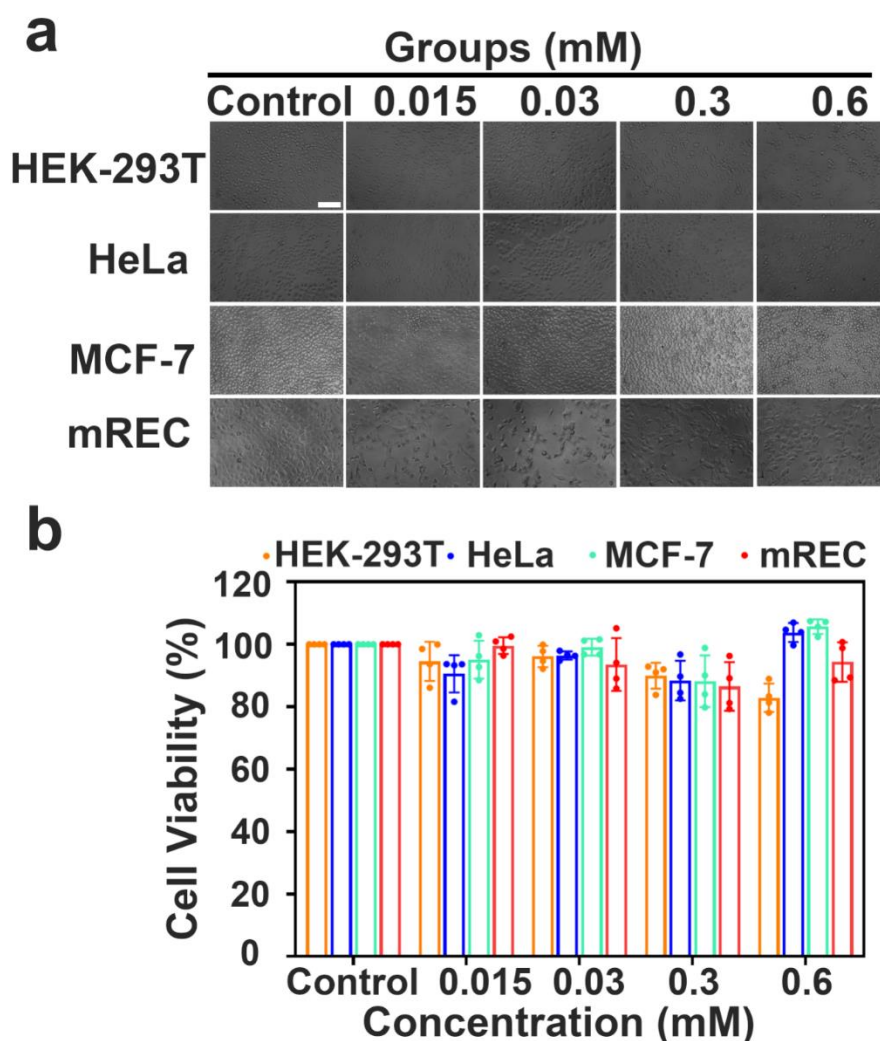 a
Groups (mM)
Control 0.015 0.03 0.3 0.6
HEK-293T
HeLa
MCF-7
mREC
b
HEK-293T HeLa MCF-7 mREC
Cell Viability (%)
120
100
80
60
40
20
0
Control 0.015 0.03 0.3 0.6
Concentration (mM)